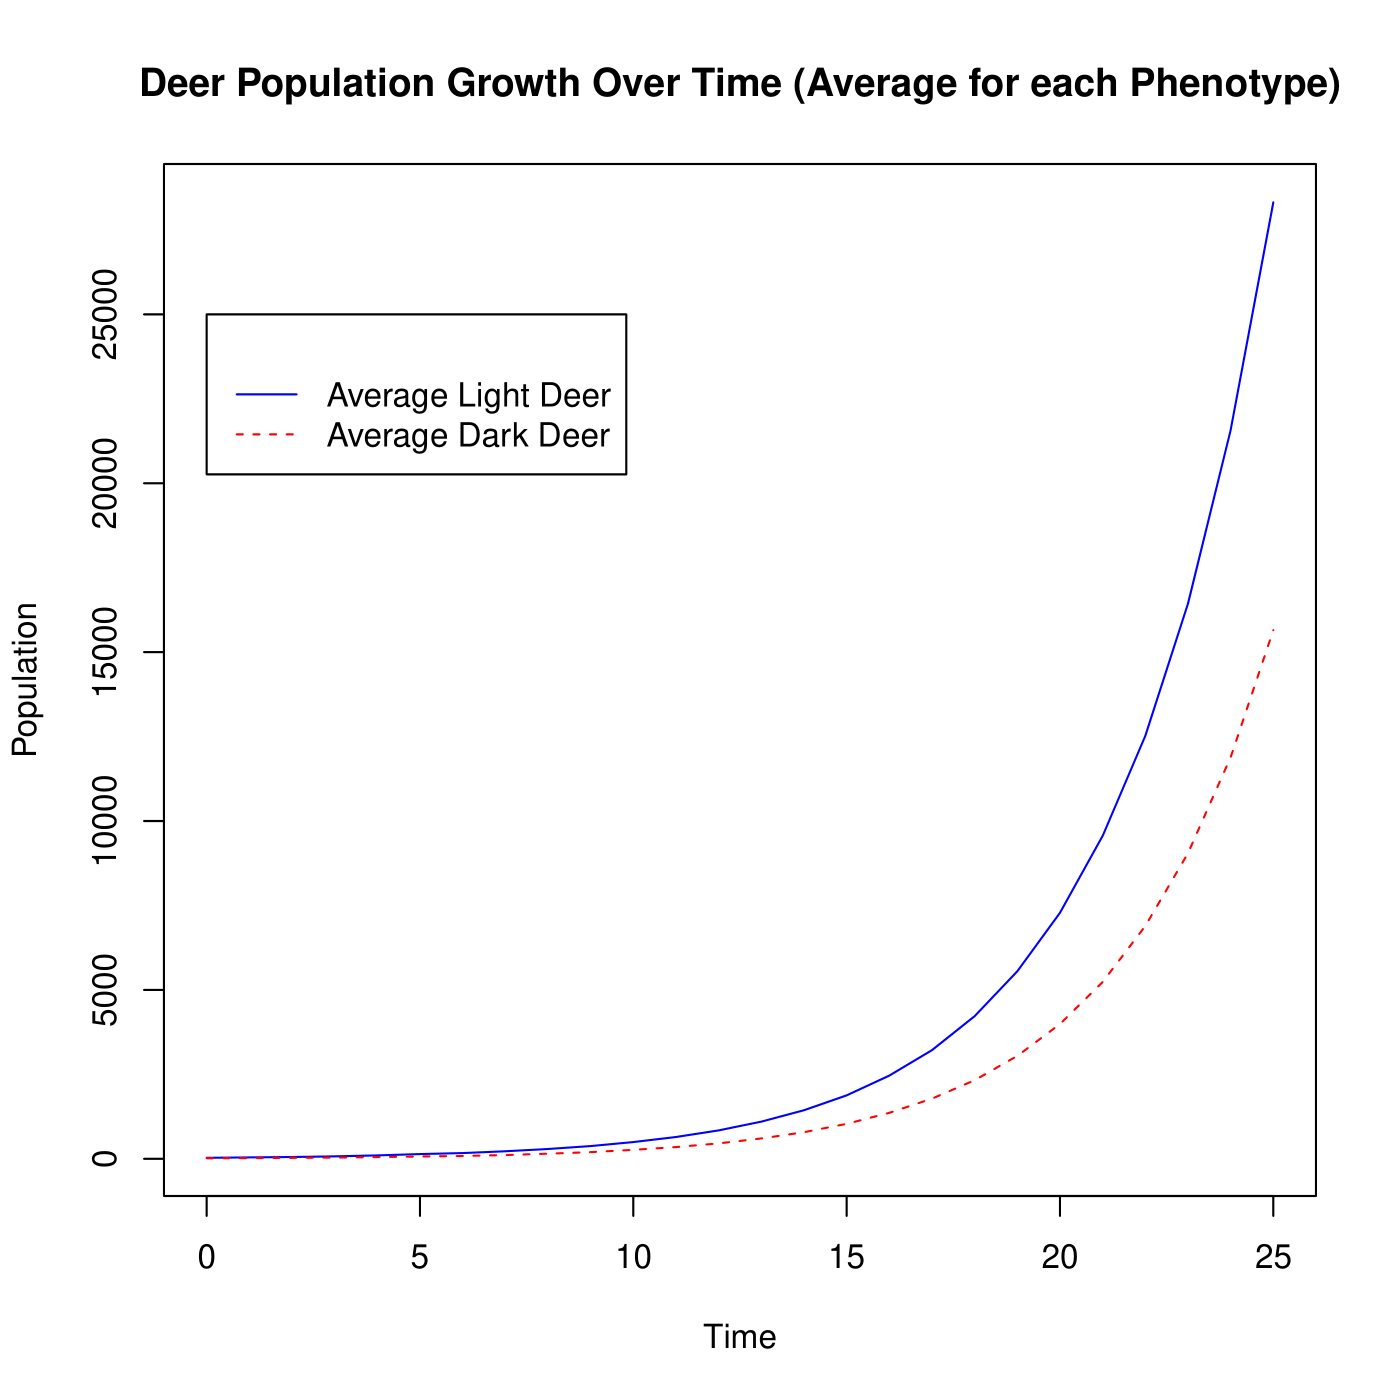 Deer Population Growth Over Time (Average for each Phenotype)
25000
20000
15000
10000
5000
0
Population
Average Light Deer
Average Dark Deer
0 5 10 15 20 25
Time